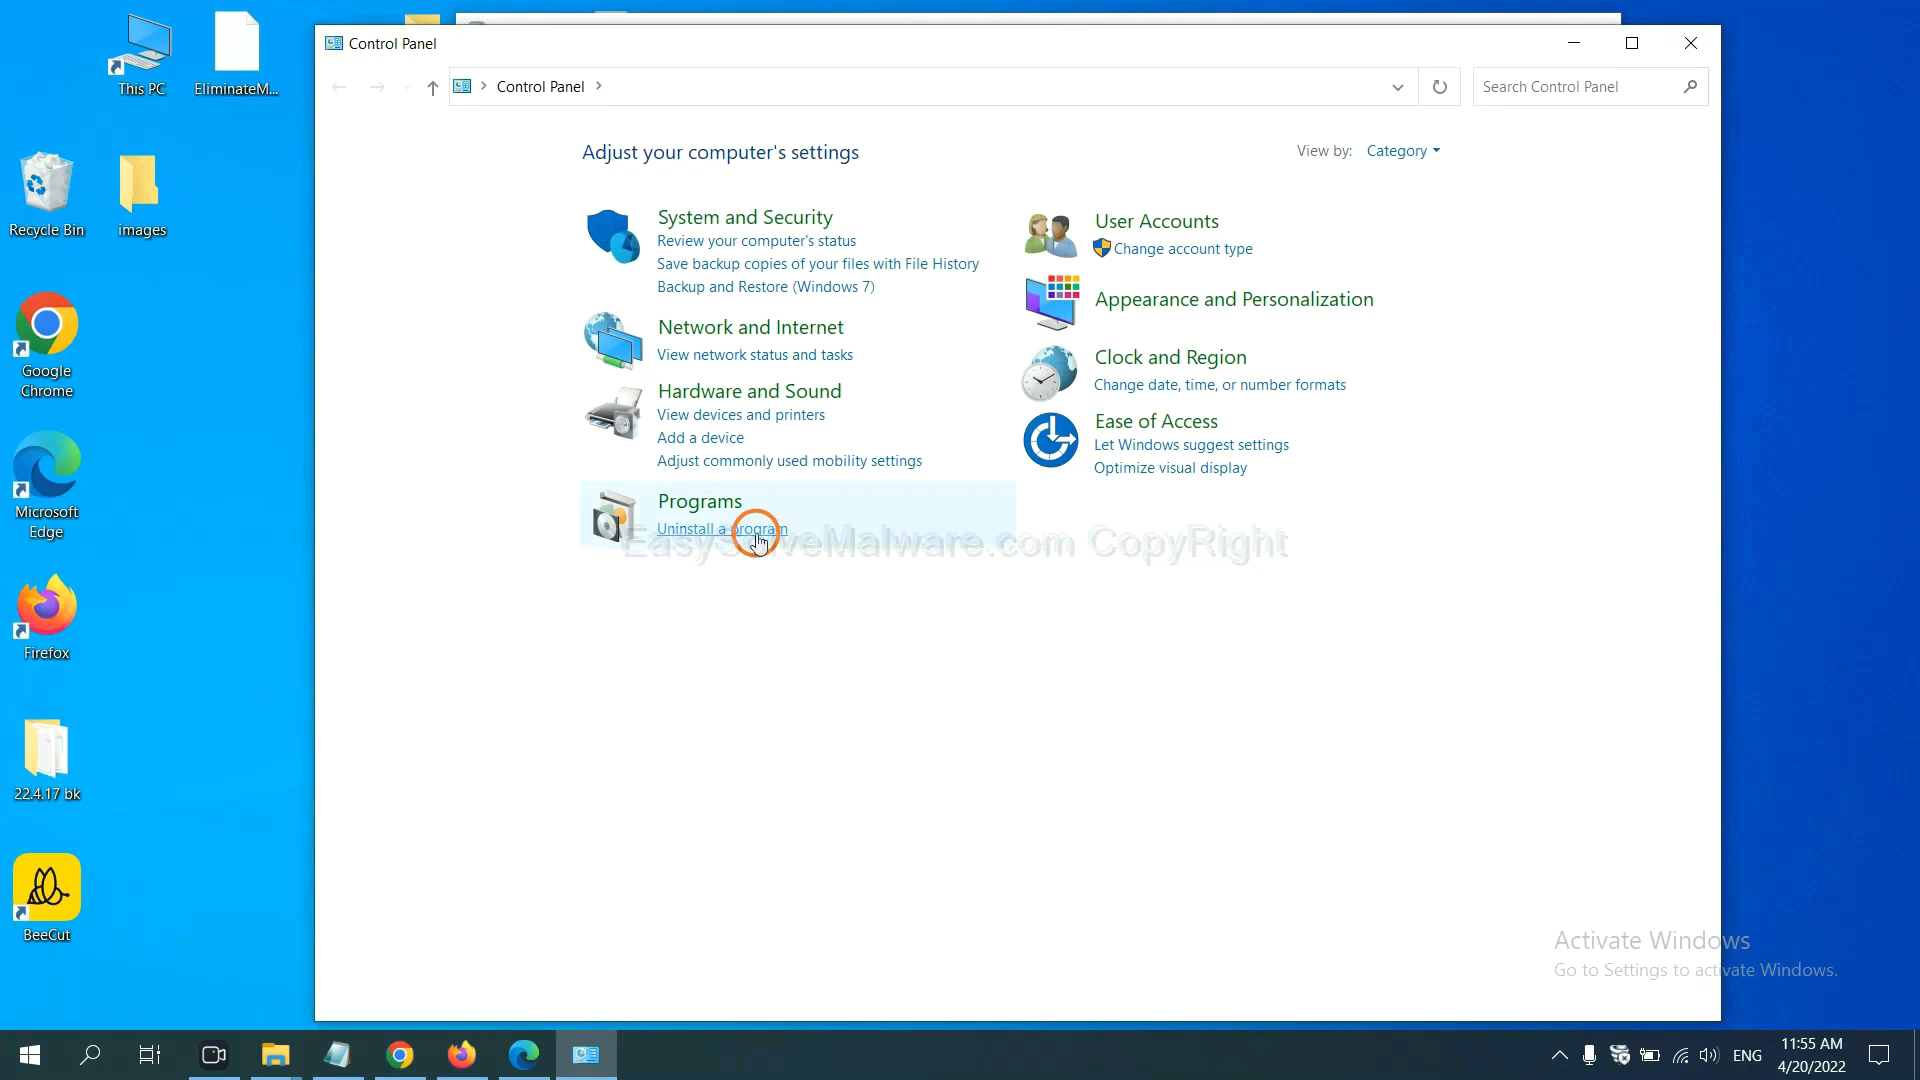 This PC
EliminateM...
Recycle Bin
images
Google
Chrome
Microsoft
Edge
Firefox
22.4.17 bk
BeeCut
Control Panel
Control Panel
Search Control Panel
Adjust your computer's settings
View by: Category
System and Security
Review your computer's status
Save backup copies of your files with File History
Backup and Restore (Windows 7)
Network and Internet
View network status and tasks
Hardware and Sound
View devices and printers
Add a device
Adjust commonly used mobility settings
Programs
Uninstall a program
User Accounts
Change account type
Appearance and Personalization
Clock and Region
Change date, time, or number formats
Ease of Access
Let Windows suggest settings
Optimize visual display
EasySolveMalware.com CopyRight
Activate Windows
Go to Settings to activate Windows.
ENG
11:55 AM
4/20/2022